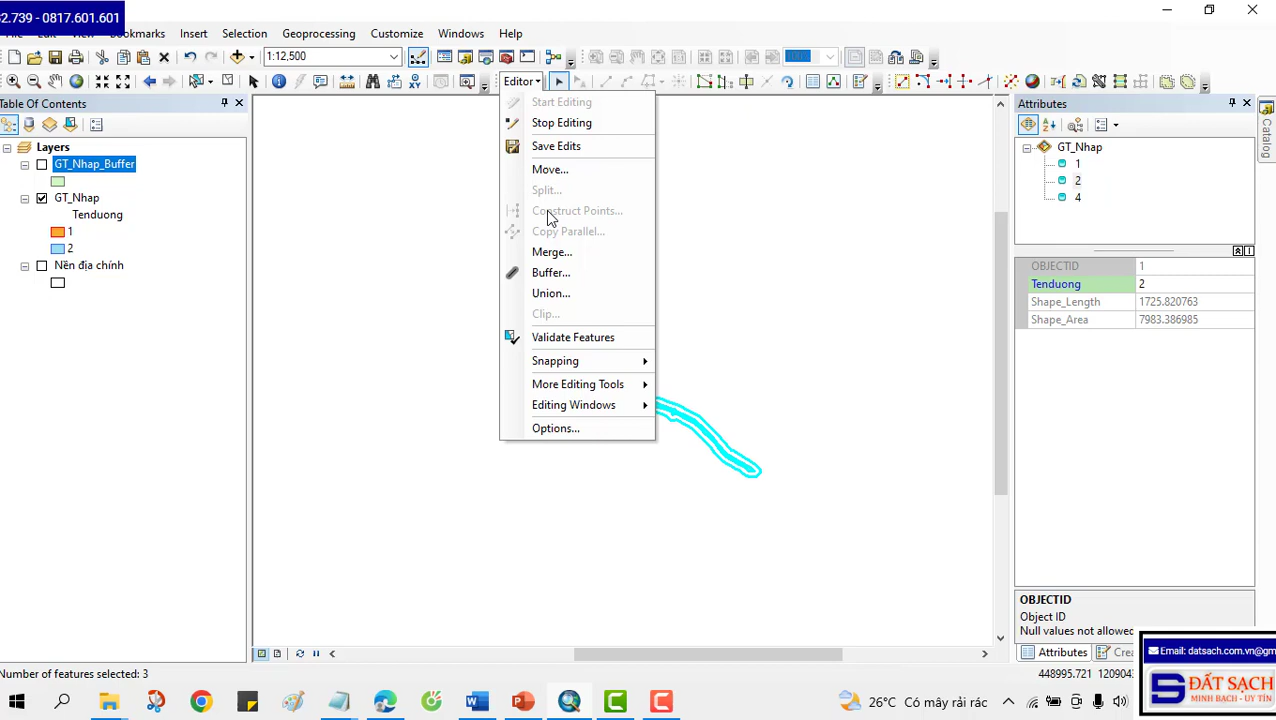 2.739 - 0817.601.601
Bookmarks Insert Selection Geoprocessing Customize Windows Help
1:12,500
Editor
Table Of Contents
Layers
GT_Nhap_Buffer
GT_Nhap
Tenduong
1
2
Nền địa chính
Start Editing
Stop Editing
Save Edits
Move...
Split...
Construct Points...
Copy Parallel...
Merge...
Buffer...
Union...
Clip...
Validate Features
Snapping
More Editing Tools
Editing Windows
Options...
Attributes
GT_Nhap
1
2
4
Catalog
OBJECTID 1
Tenduong 2
Shape_Length 1725.820763
Shape_Area 7983.386985
OBJECTID
Object ID
Null values not allowed
Attributes Crea
Number of features selected: 3
448995.721 120904
Email: datsach.com.vn@gm
ĐẤT SẠCH
MINH BẠCH - UY TÍN
26°C Có mây rải rác